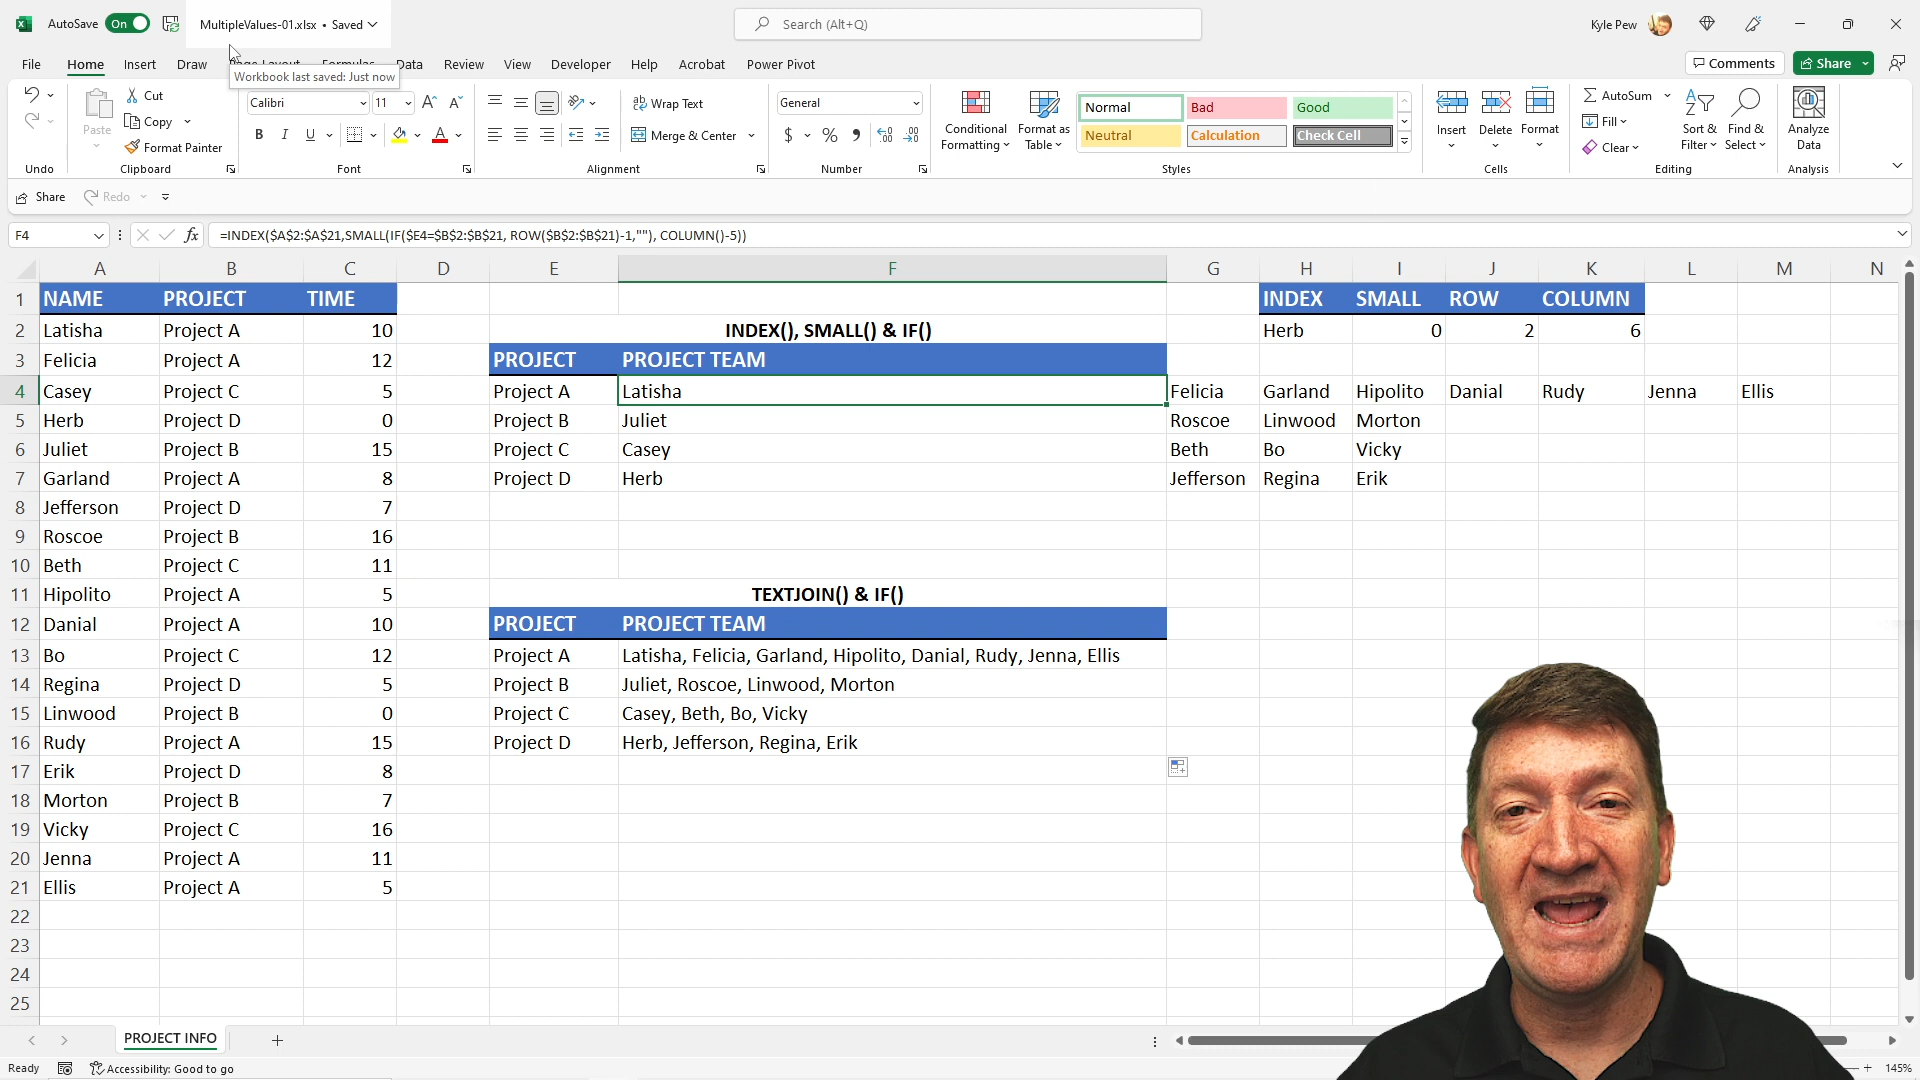 AutoSave On MultipleValues-01.xlsx • Saved Search (Alt+Q) Kyle Pew
File Home Insert Draw Data Review View Developer Help Acrobat Power Pivot Comments Share
Workbook last saved: Just now
Undo
Paste Cut
Copy
Format Painter
Clipboard
Calibri 11
B I U A
Font
Wrap Text
Merge & Center
Alignment
General
$ % 9
Number
Conditional Formatting
Format as Table
Normal Bad Good
Neutral Calculation Check Cell
Styles
Insert Delete Format
Cells
AutoSum
Fill
Clear
Sort & Filter
Find & Select
Editing
Analyze Data
Analysis
Share Redo
F4 fx =INDEX($A$2:$A$21,SMALL(IF($E4=$B$2:$B$21, ROW($B$2:$B$21)-1,""), COLUMN()-5))
A B C D E F G H I J K L M N
1 NAME PROJECT TIME INDEX SMALL ROW COLUMN
2 Latisha Project A 10 INDEX(), SMALL() & IF() Herb 0 2 6
3 Felicia Project A 12 PROJECT PROJECT TEAM
4 Casey Project C 5 Project A Latisha Felicia Garland Hipolito Danial Rudy Jenna Ellis
5 Herb Project D 0 Project B Juliet Roscoe Linwood Morton
6 Juliet Project B 15 Project C Casey Beth Bo Vicky
7 Garland Project A 8 Project D Herb Jefferson Regina Erik
8 Jefferson Project D 7
9 Roscoe Project B 16
10 Beth Project C 11
11 Hipolito Project A 5 TEXTJOIN() & IF()
12 Danial Project A 10 PROJECT PROJECT TEAM
13 Bo Project C 12 Project A Latisha, Felicia, Garland, Hipolito, Danial, Rudy, Jenna, Ellis
14 Regina Project D 5 Project B Juliet, Roscoe, Linwood, Morton
15 Linwood Project B 0 Project C Casey, Beth, Bo, Vicky
16 Rudy Project A 15 Project D Herb, Jefferson, Regina, Erik
17 Erik Project D 8
18 Morton Project B 7
19 Vicky Project C 16
20 Jenna Project A 11
21 Ellis Project A 5
22
23
24
25
PROJECT INFO
Ready Accessibility: Good to go 145%